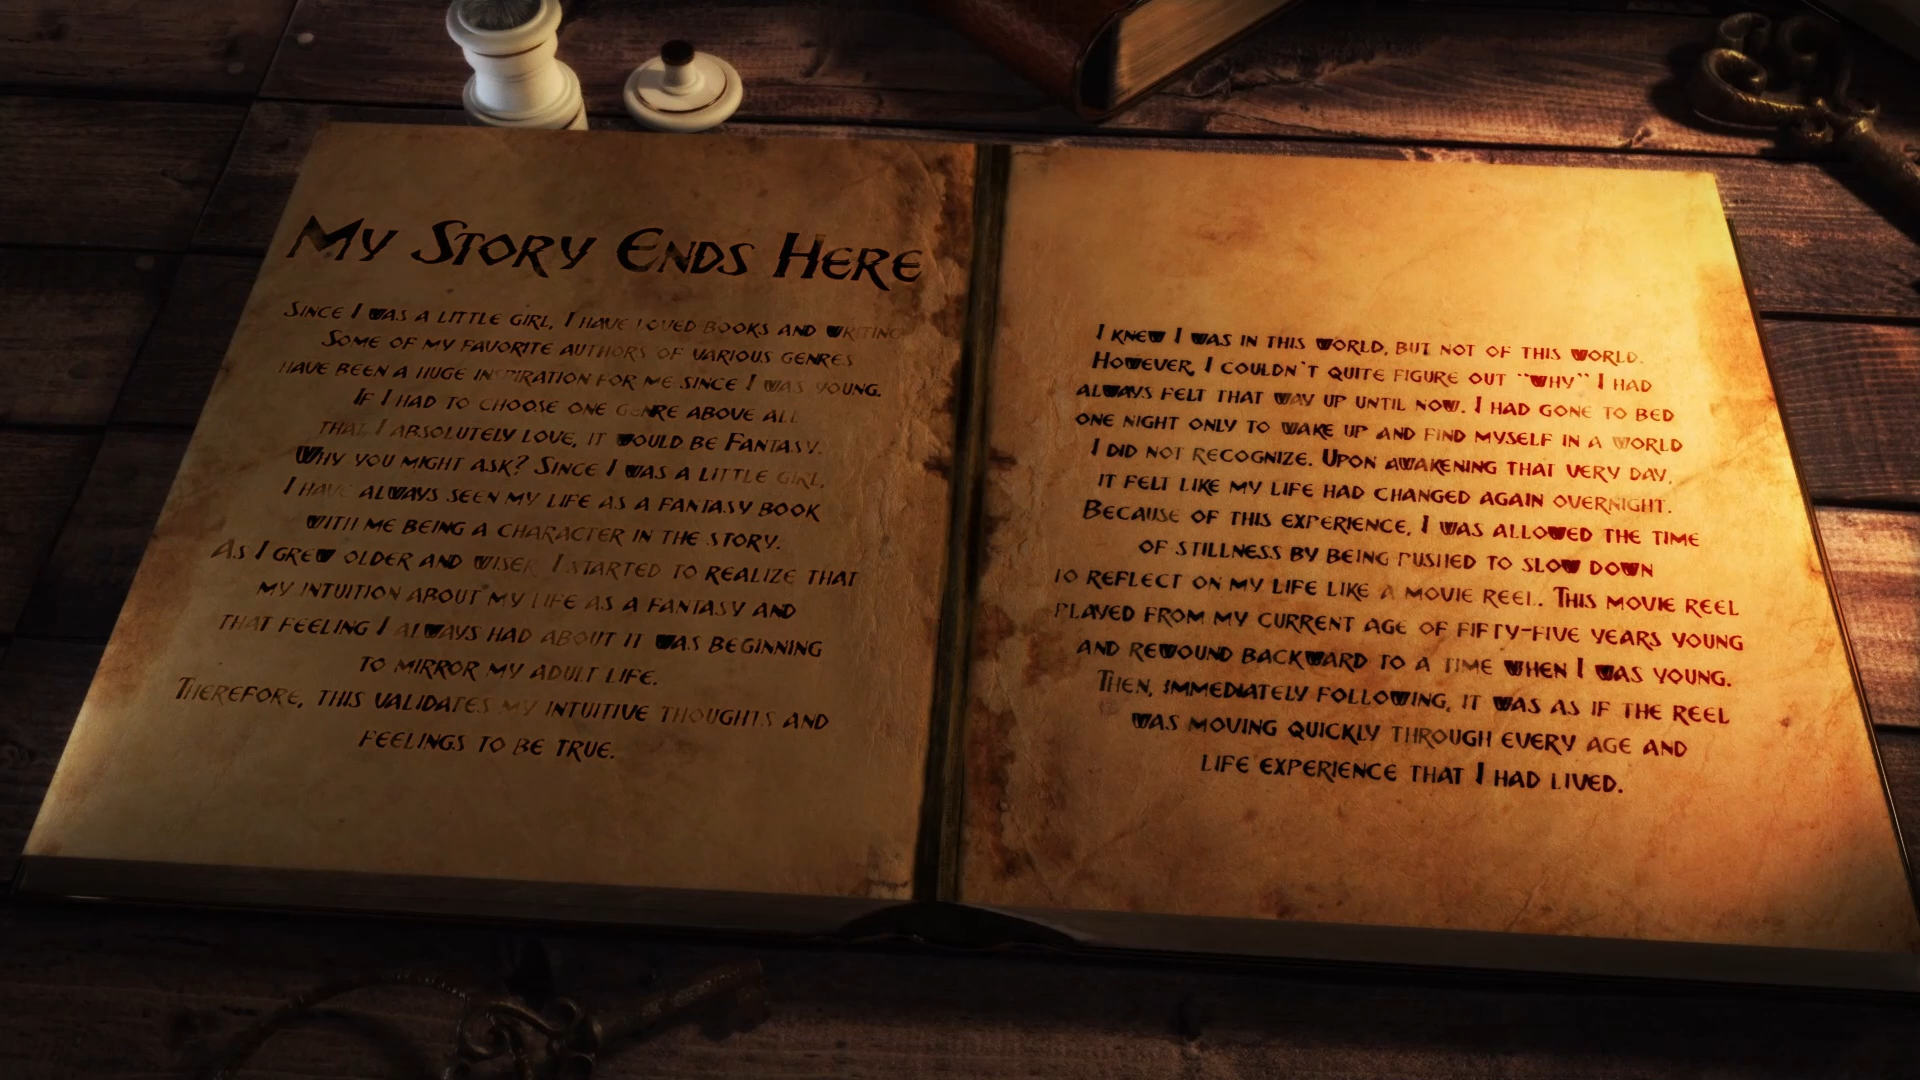 My Story Ends Here
Since I was a little girl, I have loved books and writing
Some of my favorite authors of various genres
have been a huge inspiration for me since I was young.
If I had to choose one genre above all
that I absolutely love, it would be Fantasy.
Why you might ask? Since I was a little girl,
I have always seen my life as a fantasy book
with me being a character in the story.
As I grew older and wiser I started to realize that
my intuition about my life as a fantasy and
that feeling I always had about it was beginning
to mirror my adult life.
Therefore, this validates my intuitive thoughts and
feelings to be true.
I knew I was in this world, but not of this world.
However, I couldn't quite figure out "why" I had
always felt that way up until now. I had gone to bed
one night only to wake up and find myself in a world
I did not recognize. Upon awakening that very day,
it felt like my life had changed again overnight.
Because of this experience, I was allowed the time
of stillness by being pushed to slow down
to reflect on my life like a movie reel. This movie reel
played from my current age of fifty-five years young
and rewound backward to a time when I was young.
Then, immediately following, it was as if the reel
was moving quickly through every age and
life experience that I had lived.